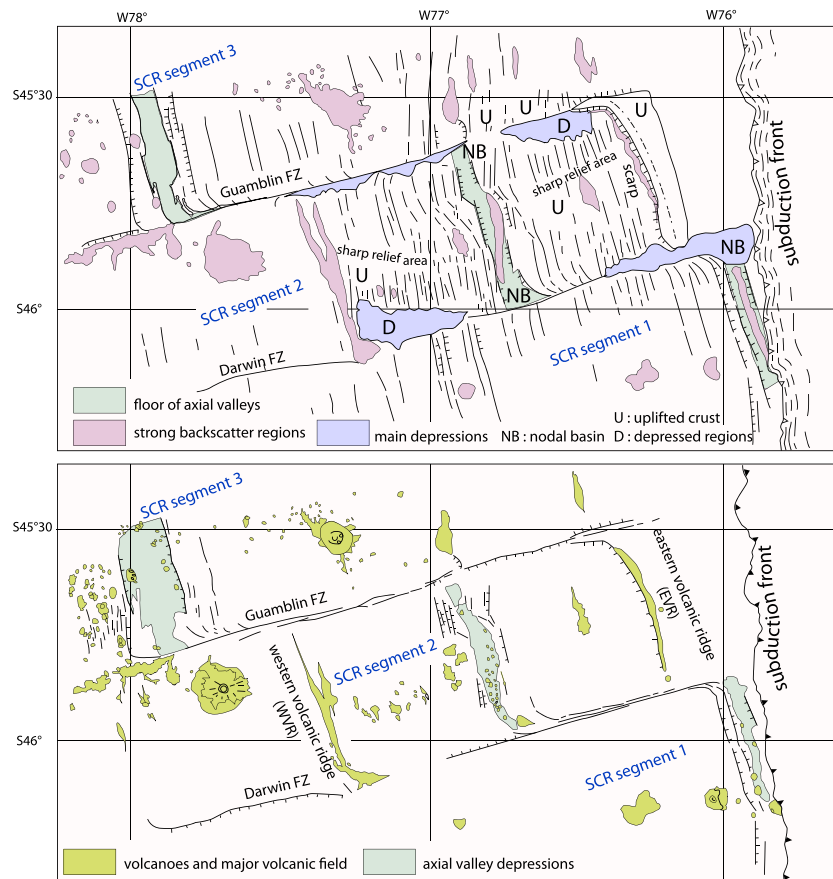 W78°
W77°
W76°
SCR segment 3
S45°30
U
U
U
D
U
NB
scarp
sharp relief area
Guamblin FZ
U
subduction front
sharp relief area
NB
U
SCR segment 2
NB
S46°
D
SCR segment 1
Darwin FZ
floor of axial valleys
U : uplifted crust
strong backscatter regions
main depressions
NB : nodal basin
D : depressed regions
SCR segment 3
S45°30
eastern volcanic ridge
(EVR)
subduction front
Guamblin FZ
SCR segment 2
western volcanic ridge
(WVR)
S46°
SCR segment 1
Darwin FZ
volcanoes and major volcanic field
axial valley depressions